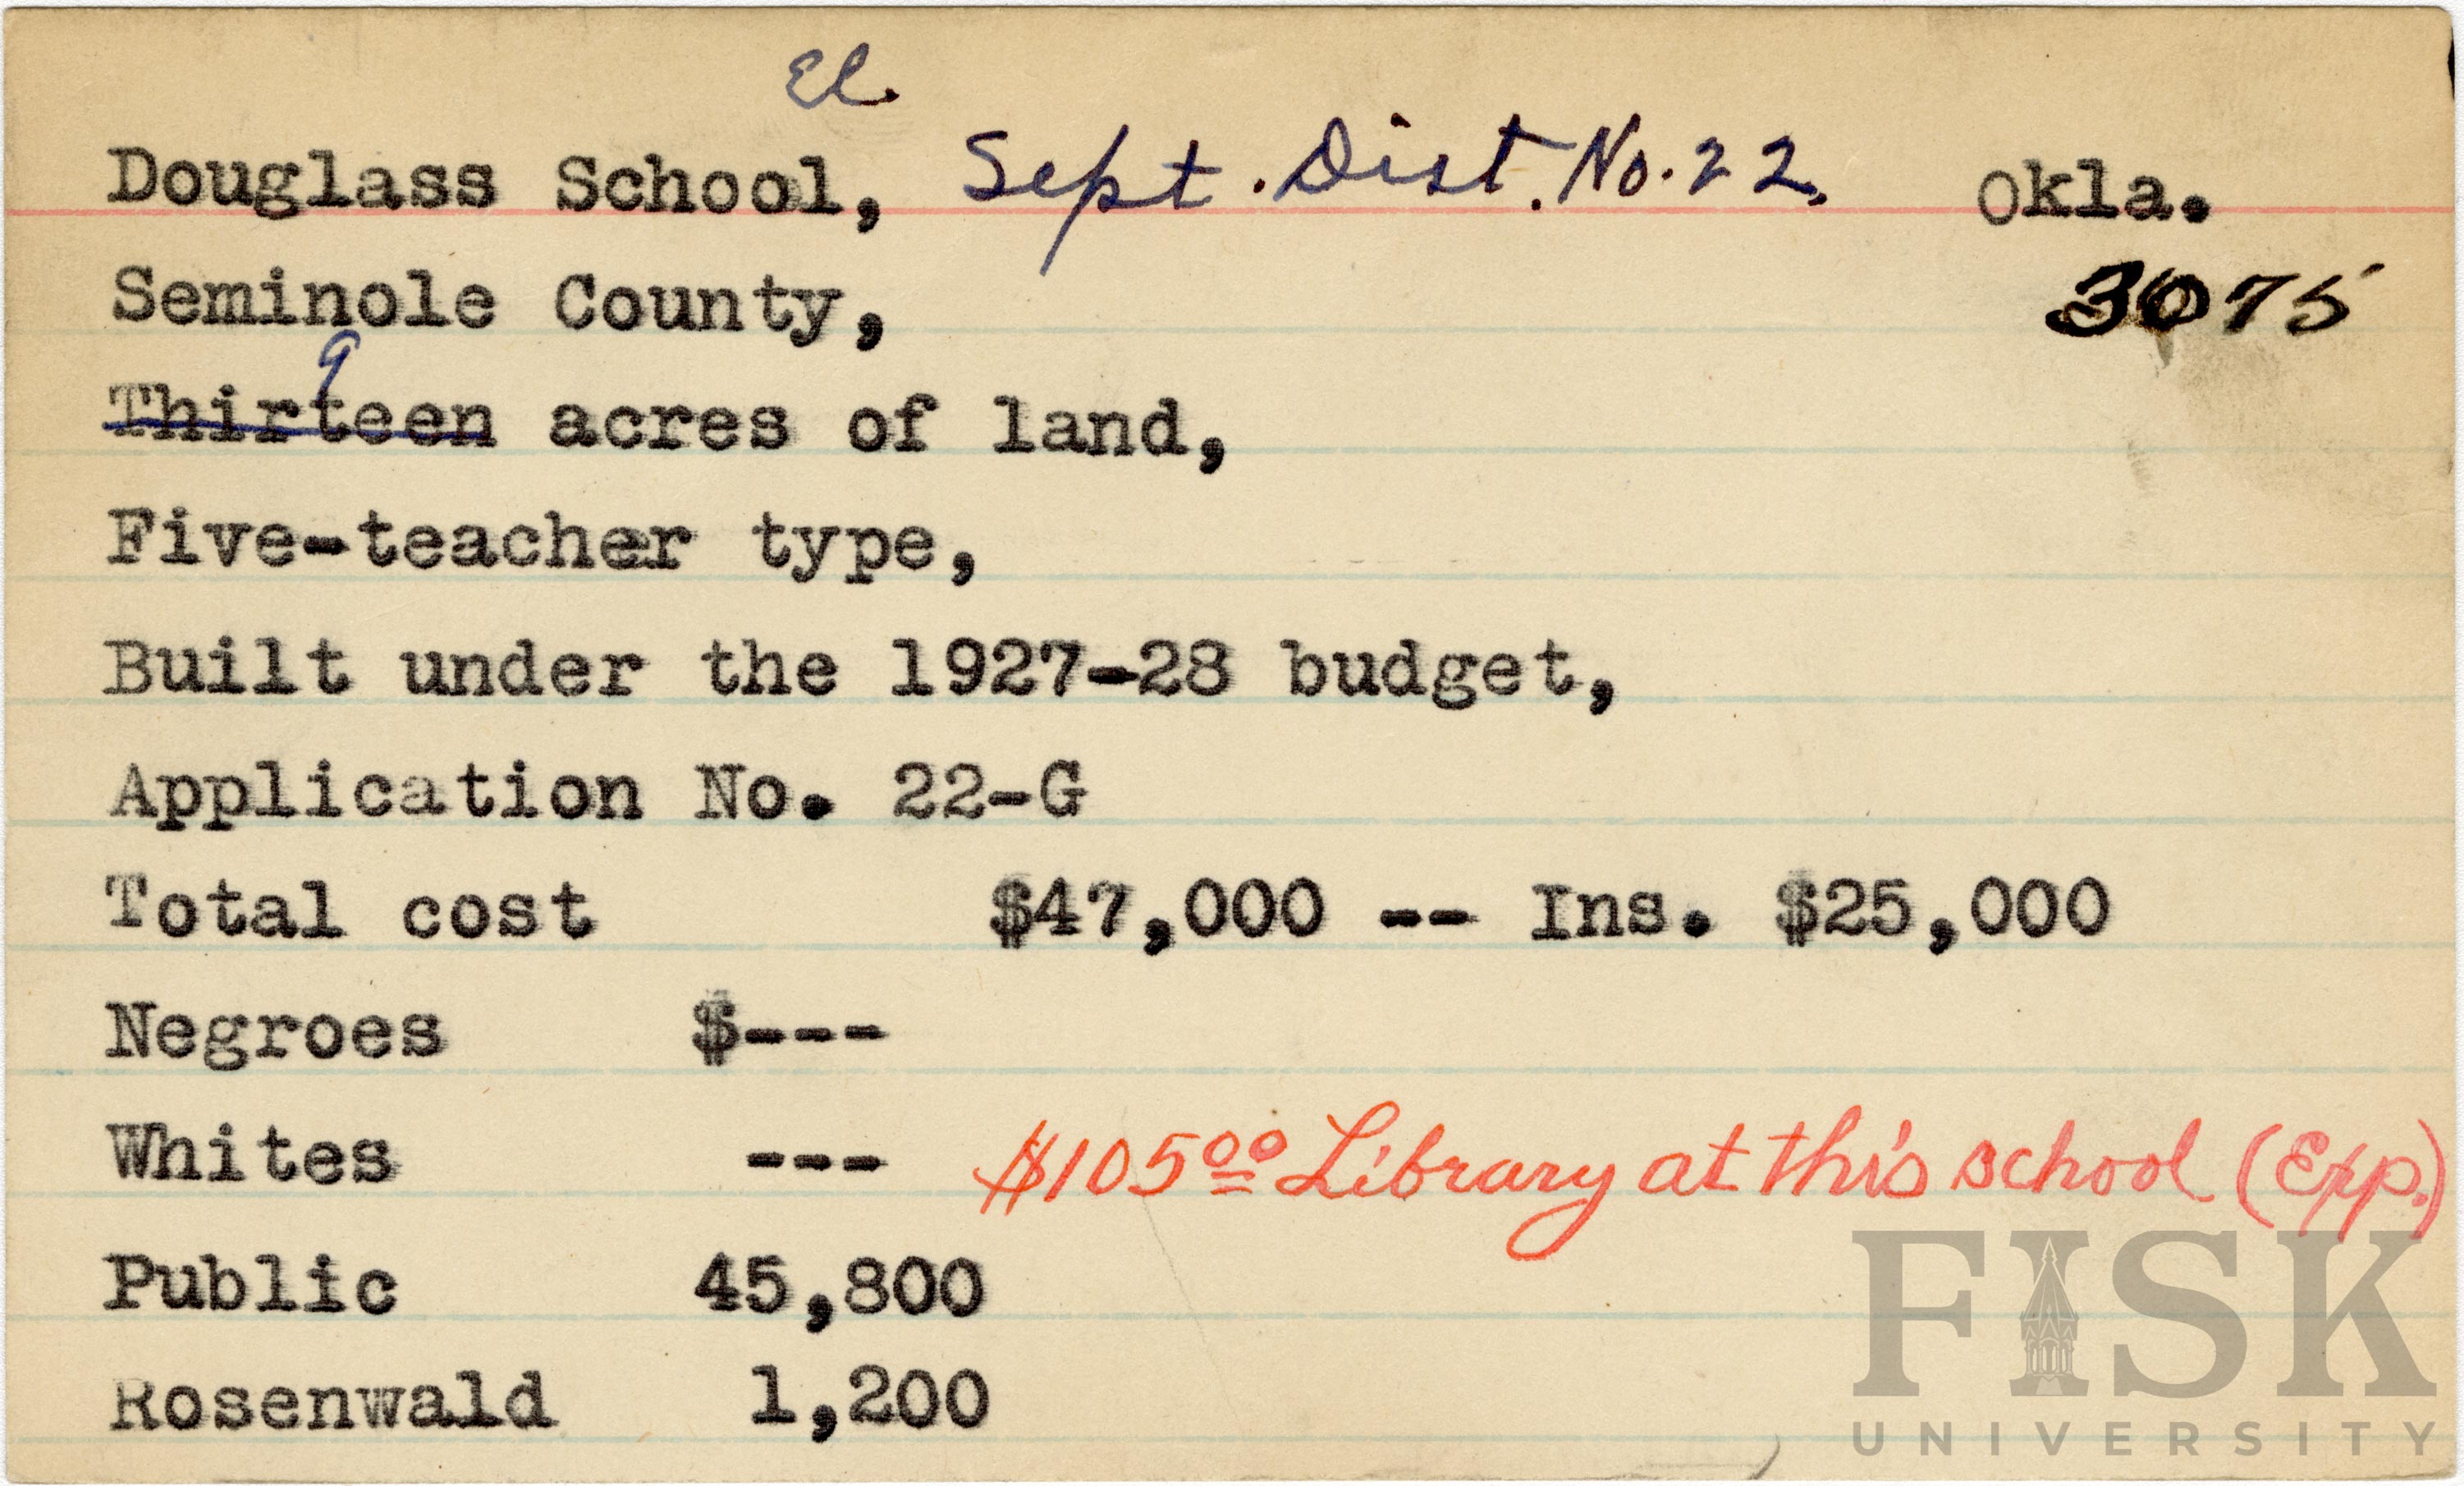 El.
Douglass School, Sept. Dist. No. 22. Okla.
Seminole County, 3075
9
Thirteen acres of land,
Five-teacher type,
Built under the 1927-28 budget,
Application No. 22-G
Total cost $47,000 -- Ins. $25,000
Negroes $---
Whites --- $105.00 Library at this school (Exp.)
Public 45,800
Rosenwald 1,200
FISK
UNIVERSITY